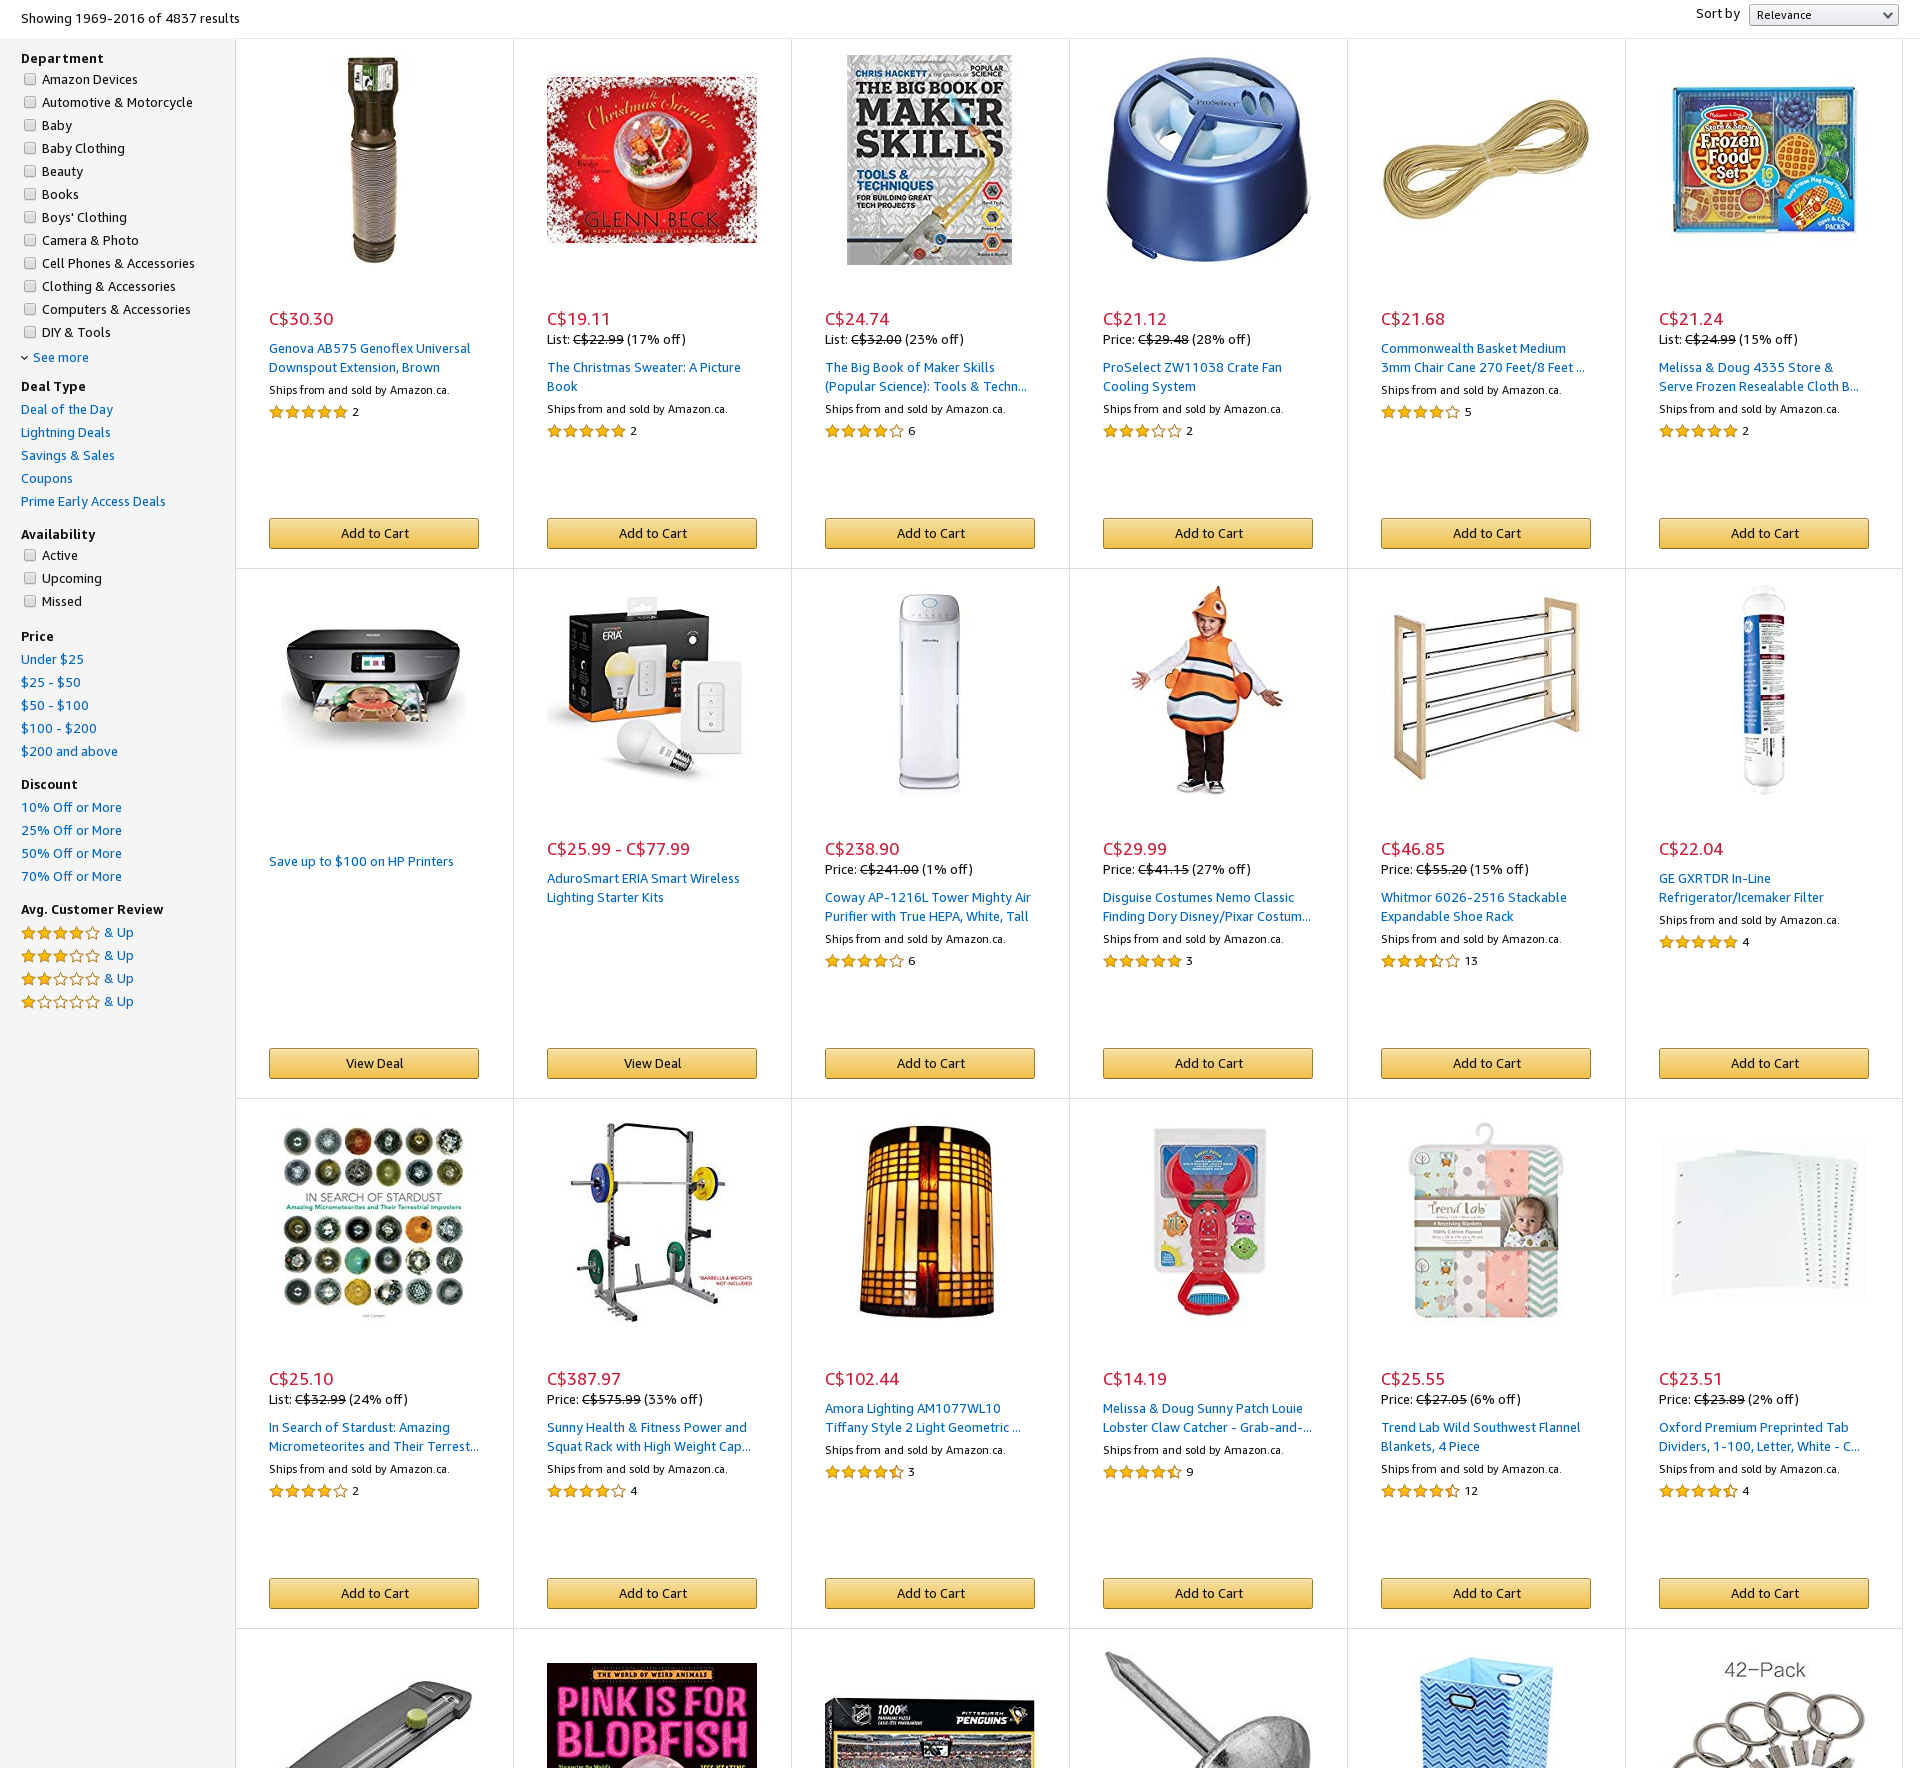 Showing 1969-2016 of 4837 results
Sort by
Relevance
Department
Amazon Devices
Automotive & Motorcycle
Baby
Baby Clothing
Beauty
Books
Boys' Clothing
Camera & Photo
Cell Phones & Accessories
Clothing & Accessories
Computers & Accessories
DIY & Tools
See more
Deal Type
Deal of the Day
Lightning Deals
Savings & Sales
Coupons
Prime Early Access Deals
Availability
Active
Upcoming
Missed
Price
Under $25
$25 - $50
$50 - $100
$100 - $200
$200 and above
Discount
10% Off or More
25% Off or More
50% Off or More
70% Off or More
Avg. Customer Review
& Up
& Up
& Up
& Up
C$30.30
Genova AB575 Genoflex Universal
Downspout Extension, Brown
Ships from and sold by Amazon.ca.
2
Add to Cart
The Christmas Sweater
GLENN BECK
C$19.11
List: C$22.99 (17% off)
The Christmas Sweater: A Picture
Book
Ships from and sold by Amazon.ca.
2
Add to Cart
CHRIS HACKETT & THE EDITORS OF POPULAR SCIENCE
THE BIG BOOK OF
MAKER
SKILLS
TOOLS &
TECHNIQUES
FOR BUILDING GREAT
TECH PROJECTS
C$24.74
List: C$32.00 (23% off)
The Big Book of Maker Skills
(Popular Science): Tools & Techn...
Ships from and sold by Amazon.ca.
6
Add to Cart
ProSelect
C$21.12
Price: C$29.48 (28% off)
ProSelect ZW11038 Crate Fan
Cooling System
Ships from and sold by Amazon.ca.
2
Add to Cart
C$21.68
Commonwealth Basket Medium
3mm Chair Cane 270 Feet/8 Feet ...
Ships from and sold by Amazon.ca.
5
Add to Cart
Melissa & Doug
Store & Serve
Frozen
Food
Set
16
PACKS
C$21.24
List: C$24.99 (15% off)
Melissa & Doug 4335 Store &
Serve Frozen Resealable Cloth B...
Ships from and sold by Amazon.ca.
2
Add to Cart
Save up to $100 on HP Printers
View Deal
ERIA
C$25.99 - C$77.99
AduroSmart ERIA Smart Wireless
Lighting Starter Kits
View Deal
C$238.90
Price: C$241.00 (1% off)
Coway AP-1216L Tower Mighty Air
Purifier with True HEPA, White, Tall
Ships from and sold by Amazon.ca.
6
Add to Cart
C$29.99
Price: C$41.15 (27% off)
Disguise Costumes Nemo Classic
Finding Dory Disney/Pixar Costum...
Ships from and sold by Amazon.ca.
3
Add to Cart
C$46.85
Price: C$55.20 (15% off)
Whitmor 6026-2516 Stackable
Expandable Shoe Rack
Ships from and sold by Amazon.ca.
13
Add to Cart
C$22.04
GE GXRTDR In-Line
Refrigerator/Icemaker Filter
Ships from and sold by Amazon.ca.
4
Add to Cart
IN SEARCH OF STARDUST
Amazing Micrometeorites and Their Terrestrial Imposters
Jon Larsen
C$25.10
List: C$32.99 (24% off)
In Search of Stardust: Amazing
Micrometeorites and Their Terrest...
Ships from and sold by Amazon.ca.
2
Add to Cart
*BARBELLS & WEIGHTS
NOT INCLUDED
C$387.97
Price: C$575.99 (33% off)
Sunny Health & Fitness Power and
Squat Rack with High Weight Cap...
Ships from and sold by Amazon.ca.
4
Add to Cart
C$102.44
Amora Lighting AM1077WL10
Tiffany Style 2 Light Geometric ...
Ships from and sold by Amazon.ca.
3
Add to Cart
C$14.19
Melissa & Doug Sunny Patch Louie
Lobster Claw Catcher - Grab-and-...
Ships from and sold by Amazon.ca.
9
Add to Cart
Trend Lab
4 Receiving Blankets
C$25.55
Price: C$27.05 (6% off)
Trend Lab Wild Southwest Flannel
Blankets, 4 Piece
Ships from and sold by Amazon.ca.
12
Add to Cart
C$23.51
Price: C$23.89 (2% off)
Oxford Premium Preprinted Tab
Dividers, 1-100, Letter, White - C...
Ships from and sold by Amazon.ca.
4
Add to Cart
THE WORLD OF WEIRD ANIMALS
PINK IS FOR
BLOBFISH
NHL
1000
PITTSBURGH
PENGUINS
42-Pack